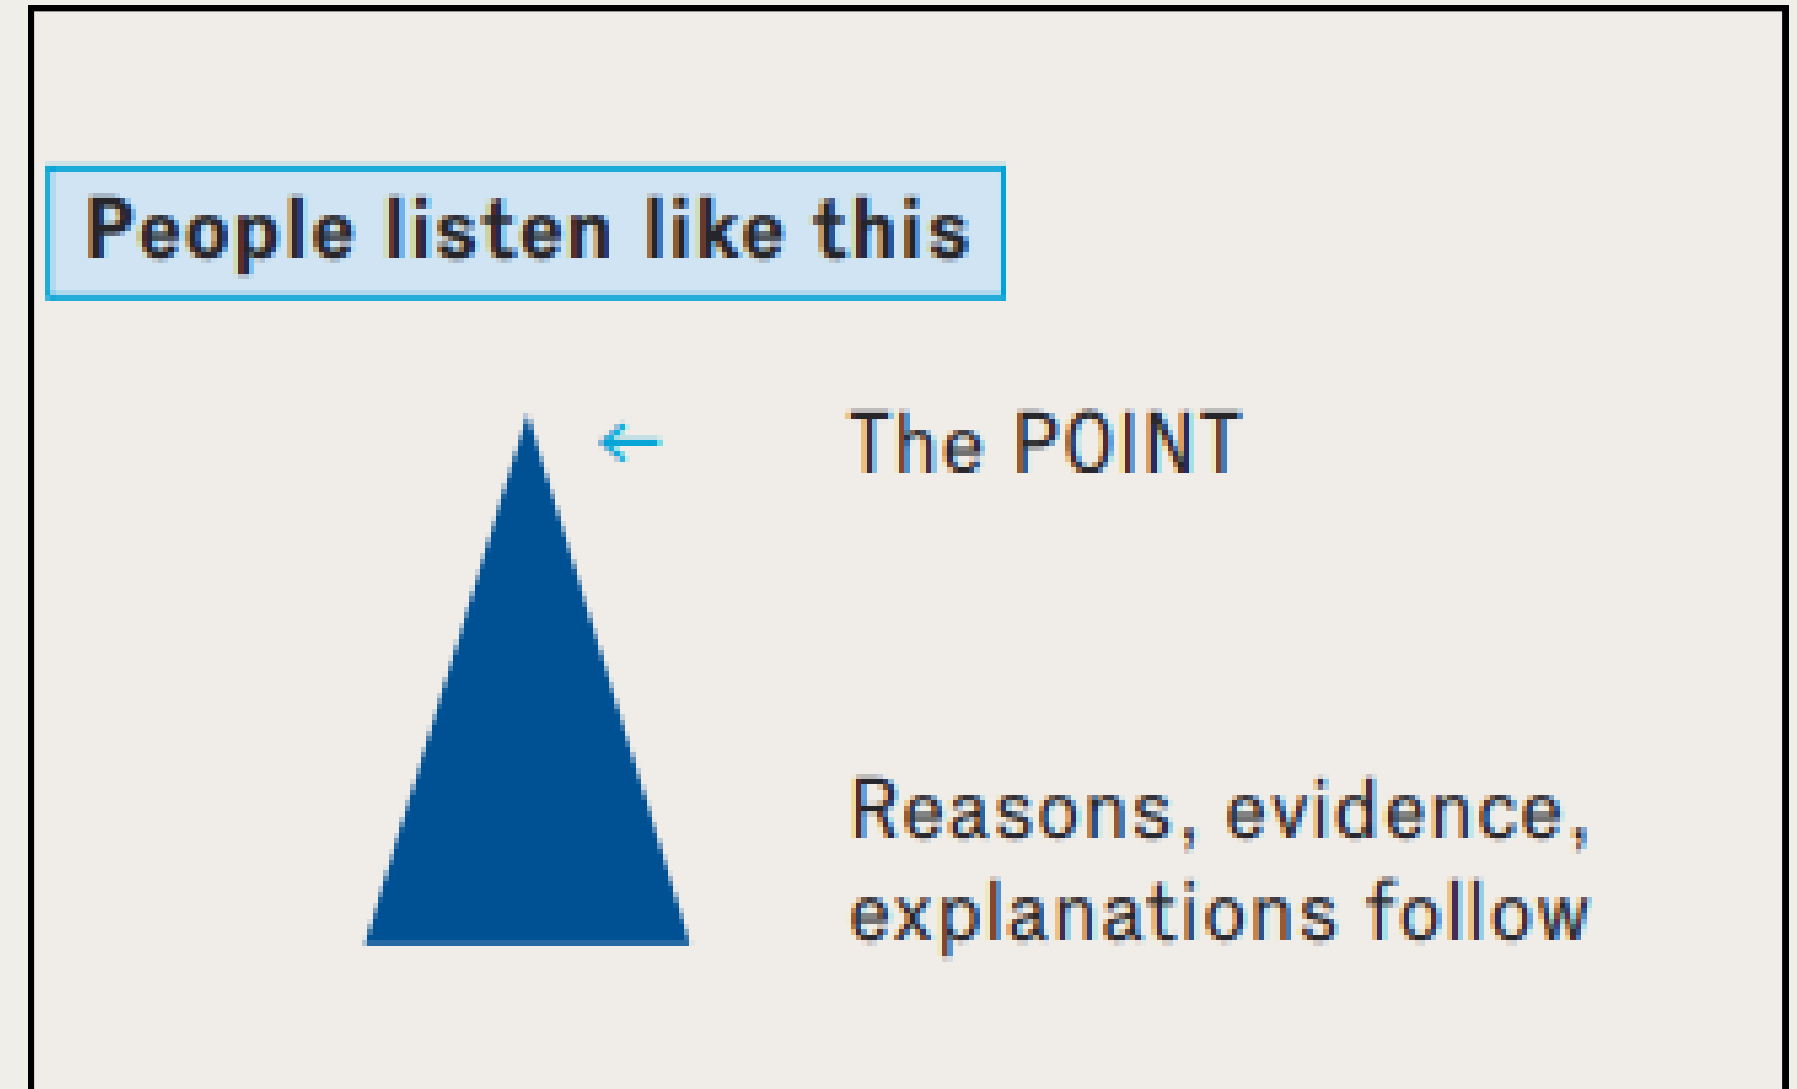 People listen like this
The POINT
Reasons, evidence,
explanations follow